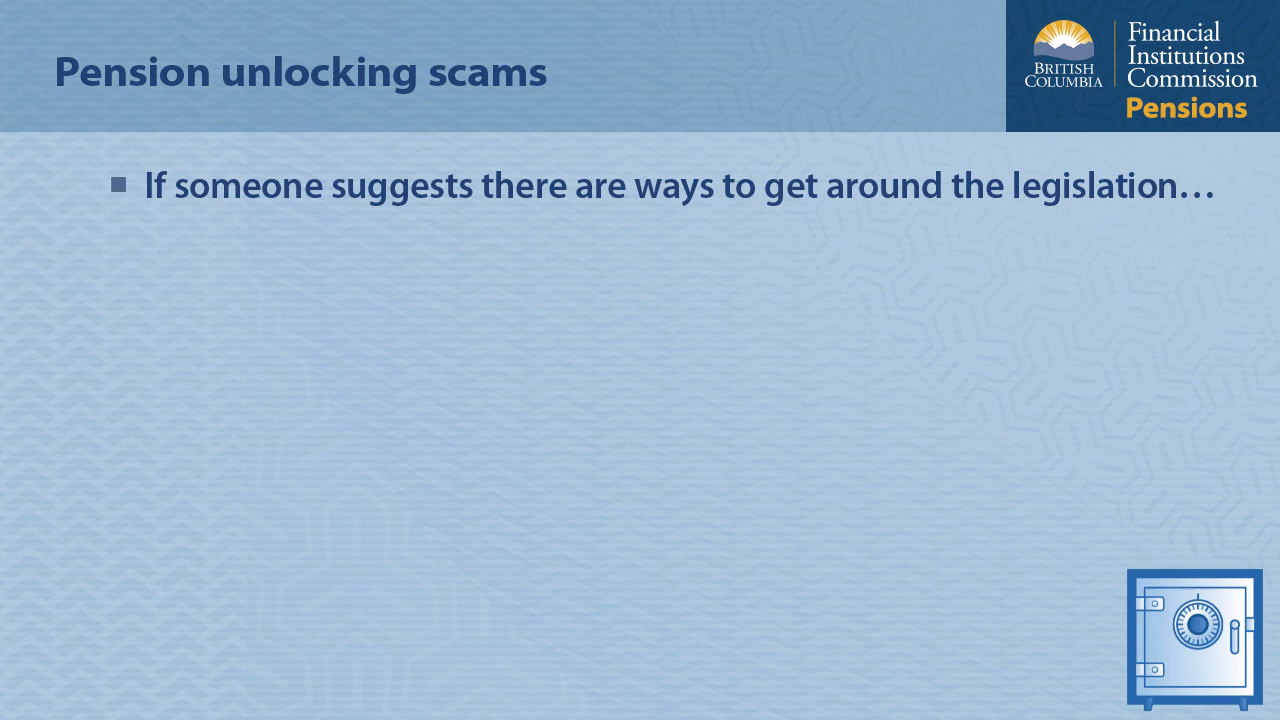 Pension unlocking scams
BRITISH
COLUMBIA
Financial
Institutions
Commission
Pensions
If someone suggests there are ways to get around the legislation…